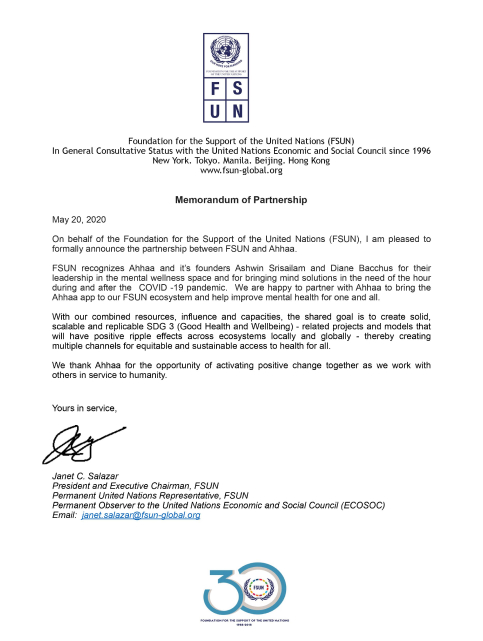 FOUNDATION FOR THE SUPPORT
OF THE UNITED NATIONS
F S
U N
Foundation for the Support of the United Nations (FSUN)
In General Consultative Status with the United Nations Economic and Social Council since 1996
New York. Tokyo. Manila. Beijing. Hong Kong
www.fsun-global.org
Memorandum of Partnership
May 20, 2020
On behalf of the Foundation for the Support of the United Nations (FSUN), I am pleased to
formally announce the partnership between FSUN and Ahhaa.
FSUN recognizes Ahhaa and it's founders Ashwin Srisailam and Diane Bacchus for their
leadership in the mental wellness space and for bringing mind solutions in the need of the hour
during and after the COVID -19 pandemic. We are happy to partner with Ahhaa to bring the
Ahhaa app to our FSUN ecosystem and help improve mental health for one and all.
With our combined resources, influence and capacities, the shared goal is to create solid,
scalable and replicable SDG 3 (Good Health and Wellbeing) - related projects and models that
will have positive ripple effects across ecosystems locally and globally - thereby creating
multiple channels for equitable and sustainable access to health for all.
We thank Ahhaa for the opportunity of activating positive change together as we work with
others in service to humanity.
Yours in service,
Janet C. Salazar
President and Executive Chairman, FSUN
Permanent United Nations Representative, FSUN
Permanent Observer to the United Nations Economic and Social Council (ECOSOC)
Email: janet.salazar@fsun-global.org
30
FSUN
FOUNDATION FOR THE SUPPORT OF THE UNITED NATIONS